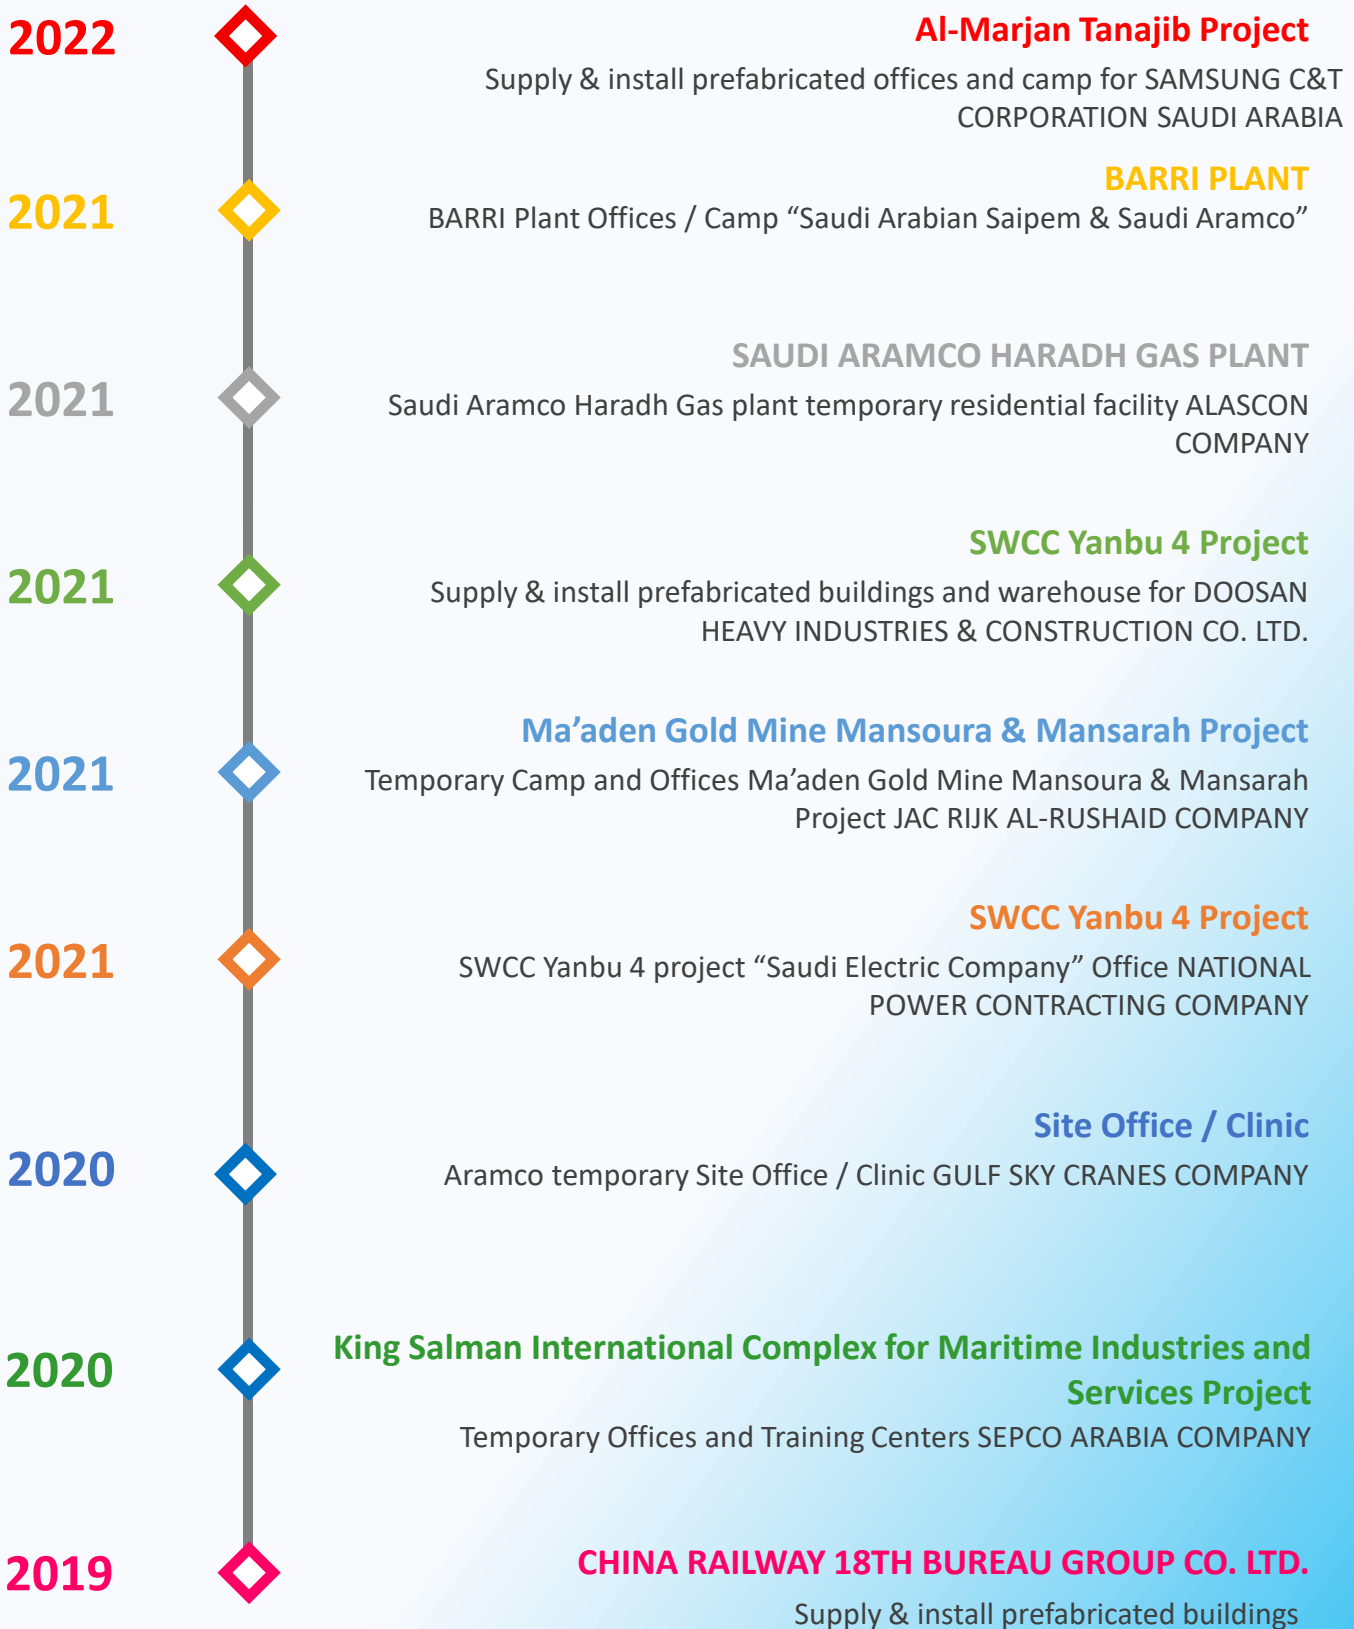 2022
Al-Marjan Tanajib Project
Supply & install prefabricated offices and camp for SAMSUNG C&T
CORPORATION SAUDI ARABIA
2021
BARRI PLANT
BARRI Plant Offices / Camp “Saudi Arabian Saipem & Saudi Aramco”
2021
SAUDI ARAMCO HARADH GAS PLANT
Saudi Aramco Haradh Gas plant temporary residential facility ALASCON
COMPANY
2021
SWCC Yanbu 4 Project
Supply & install prefabricated buildings and warehouse for DOOSAN
HEAVY INDUSTRIES & CONSTRUCTION CO. LTD.
2021
Ma’aden Gold Mine Mansoura & Mansarah Project
Temporary Camp and Offices Ma’aden Gold Mine Mansoura & Mansarah
Project JAC RIJK AL-RUSHAID COMPANY
2021
SWCC Yanbu 4 Project
SWCC Yanbu 4 project “Saudi Electric Company” Office NATIONAL
POWER CONTRACTING COMPANY
2020
Site Office / Clinic
Aramco temporary Site Office / Clinic GULF SKY CRANES COMPANY
2020
King Salman International Complex for Maritime Industries and
Services Project
Temporary Offices and Training Centers SEPCO ARABIA COMPANY
2019
CHINA RAILWAY 18TH BUREAU GROUP CO. LTD.
Supply & install prefabricated buildings